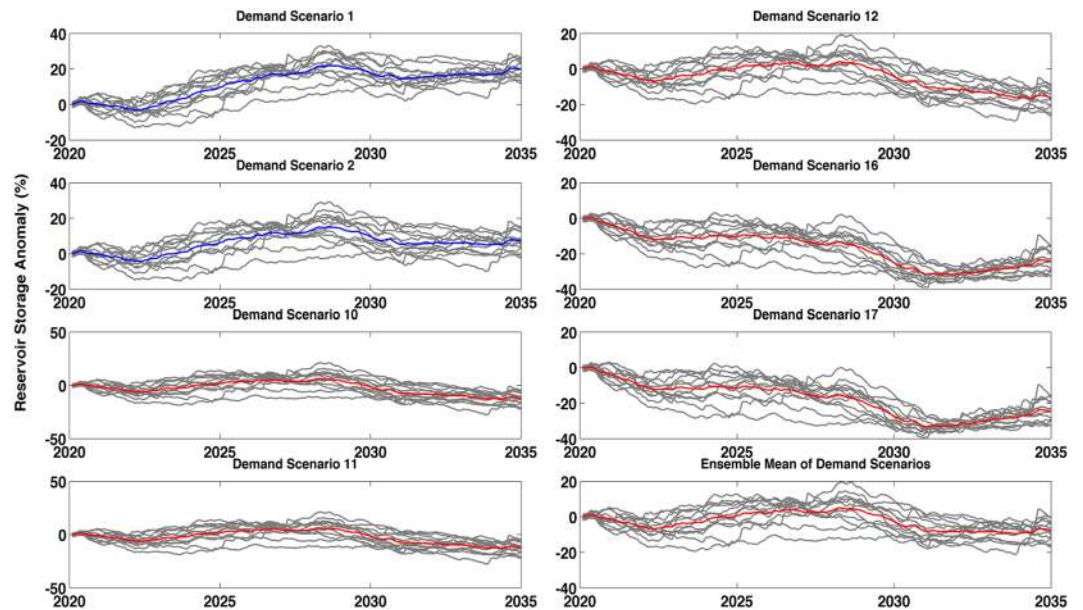 Reservoir Storage Anomaly (%)
Demand Scenario 1
40
20
0
-20
2020 2025 2030 2035
Demand Scenario 2
40
20
0
-20
2020 2025 2030 2035
Demand Scenario 10
50
0
-50
2020 2025 2030 2035
Demand Scenario 11
50
0
-50
2020 2025 2030 2035
Demand Scenario 12
20
0
-20
-40
2020 2025 2030 2035
Demand Scenario 16
20
0
-20
-40
2020 2025 2030 2035
Demand Scenario 17
20
0
-20
-40
2020 2025 2030 2035
Ensemble Mean of Demand Scenarios
20
0
-20
-40
2020 2025 2030 2035